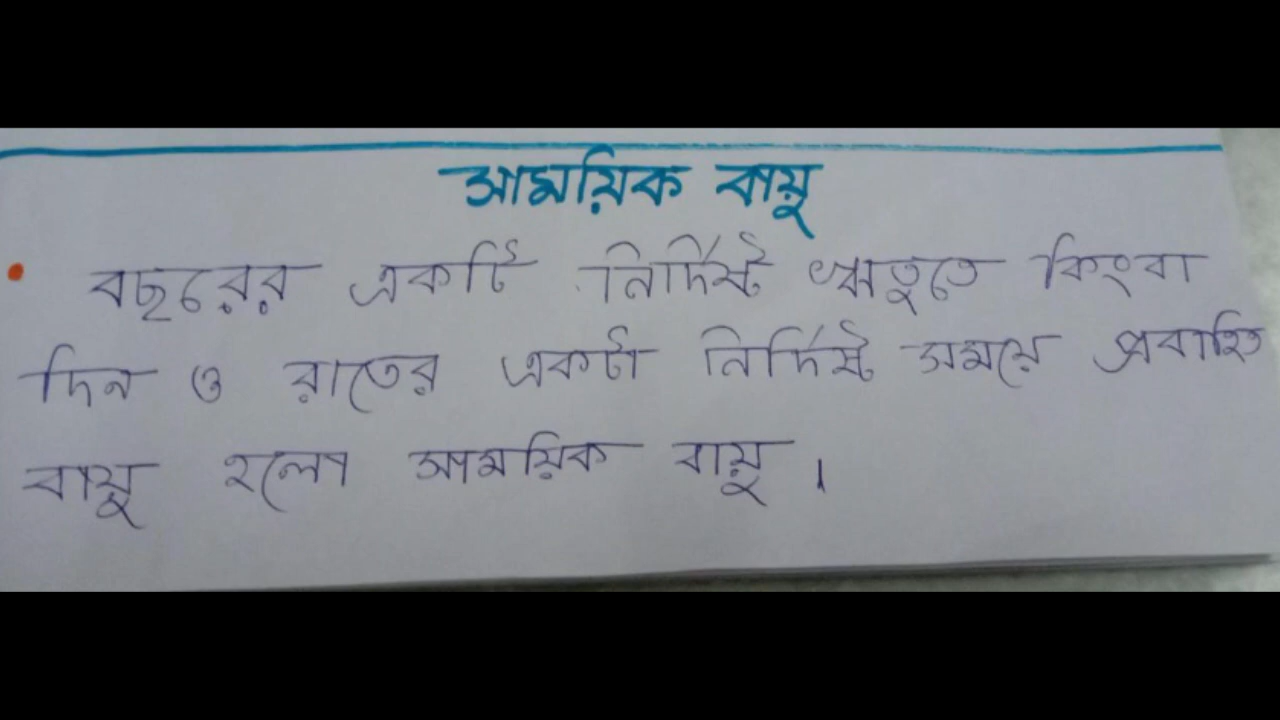 সাময়িক বায়ু
বছরের একটি নির্দিষ্ট ঋতুতে কিংবা
দিন ও রাতের একটা নির্দিষ্ট সময়ে প্রবাহিত
বায়ু হলো সাময়িক বায়ু ।